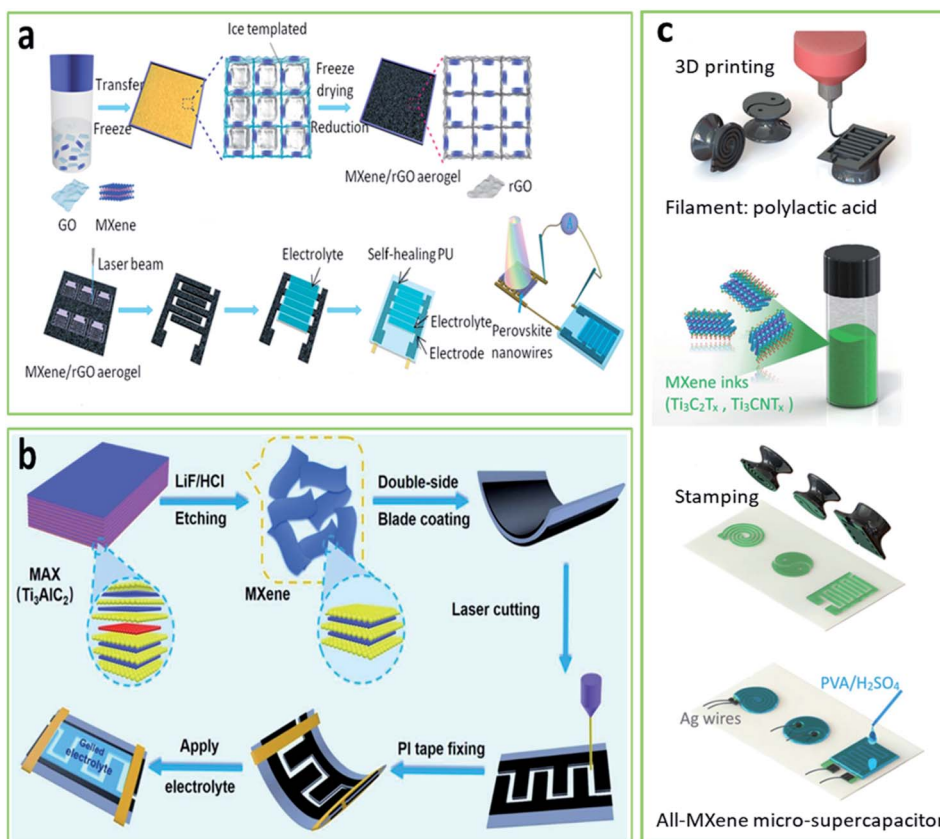 a
Ice templated
Transfer
Freeze
Freeze
drying
Reduction
MXene/rGO aerogel
rGO
GO
MXene
Laser beam
Electrolyte
Self-healing PU
A
Perovskite
nanowires
Electrolyte
Electrode
MXene/rGO aerogel
b
LiF/HCl
Etching
Double-side
Blade coating
MAX
(Ti₃AlC₂)
MXene
Laser cutting
Gelled
electrolyte
Apply
electrolyte
PI tape fixing
c
3D printing
Filament: polylactic acid
MXene inks
(Ti₃C₂Tₓ , Ti₃CNTₓ )
Stamping
PVA/H₂SO₄
Ag wires
All-MXene micro-supercapacitor